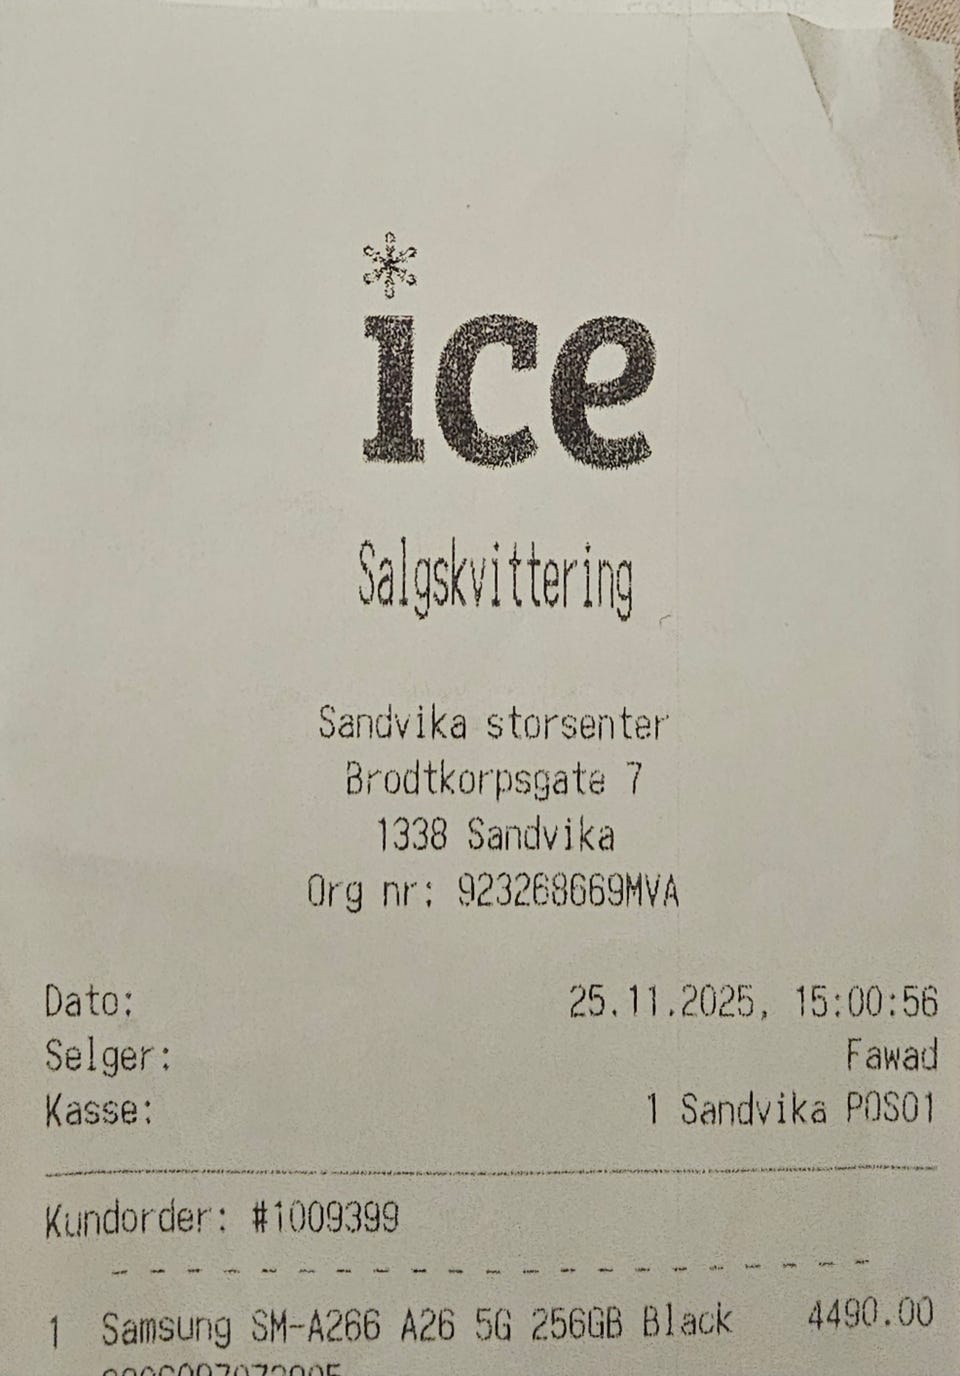 ice
Salgskvittering
Sandvika storsenter
Brodtkorpsgate 7
1338 Sandvika
Org nr: 923268669MVA
Dato: 25.11.2025, 15:00:56
Selger: Fawad
Kasse: 1 Sandvika POS01
Kundorder: #1009399
1 Samsung SM-A266 A26 5G 256GB Black 4490.00